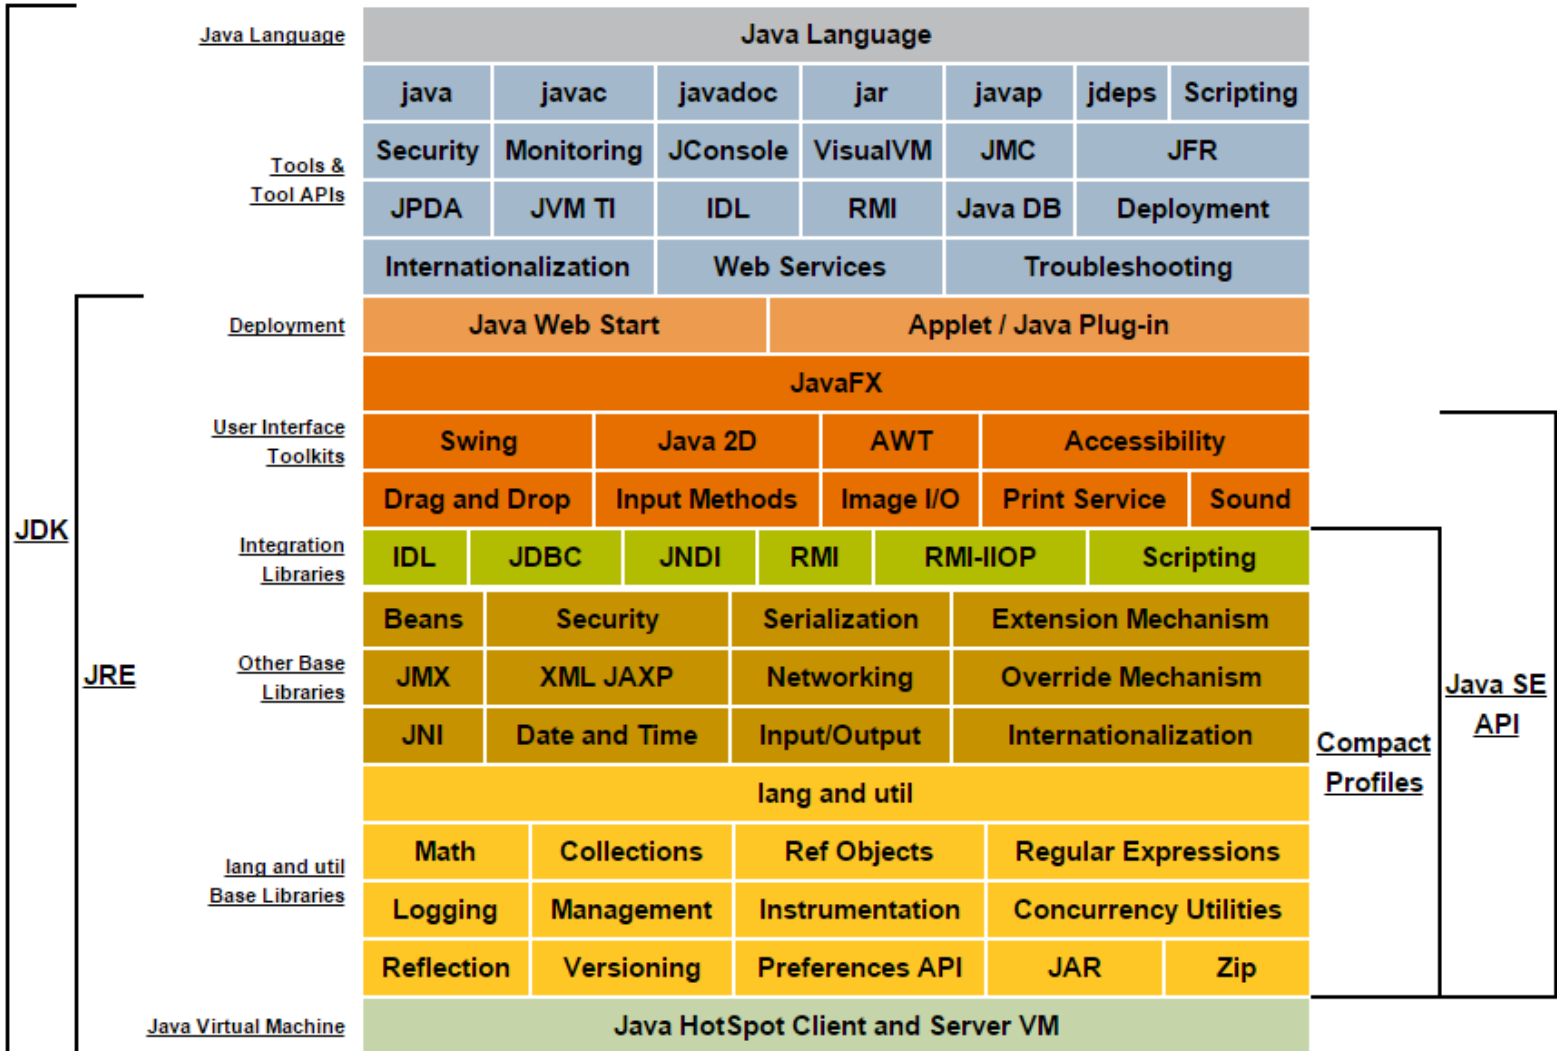 Java Language
Java Language
java javac javadoc jar javap jdeps Scripting
Tools &
Tool APIs
Security Monitoring JConsole VisualVM JMC JFR
JPDA JVM TI IDL RMI Java DB Deployment
Internationalization Web Services Troubleshooting
Deployment
Java Web Start Applet / Java Plug-in
JavaFX
User Interface
Toolkits
Swing Java 2D AWT Accessibility
Drag and Drop Input Methods Image I/O Print Service Sound
JDK
Integration
Libraries
IDL JDBC JNDI RMI RMI-IIOP Scripting
Beans Security Serialization Extension Mechanism
JRE
Other Base
Libraries
JMX XML JAXP Networking Override Mechanism
Java SE
API
JNI Date and Time Input/Output Internationalization
Compact
Profiles
lang and util
lang and util
Base Libraries
Math Collections Ref Objects Regular Expressions
Logging Management Instrumentation Concurrency Utilities
Reflection Versioning Preferences API JAR Zip
Java Virtual Machine
Java HotSpot Client and Server VM